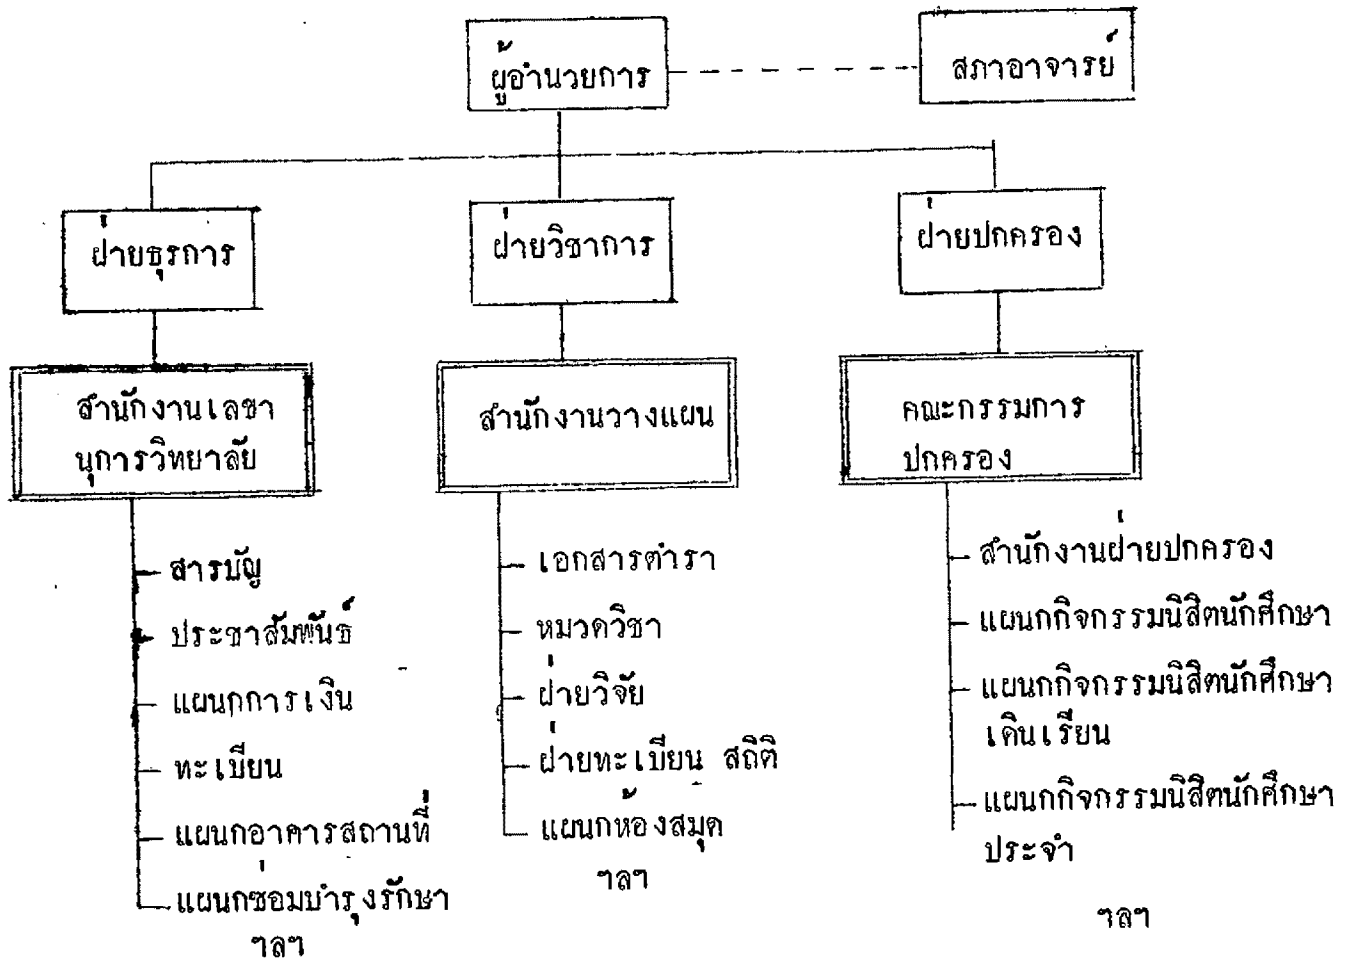 ผู้อำนวยการ
สภาอาจารย์
ฝ่ายธุรการ
ฝ่ายวิชาการ
ฝ่ายปกครอง
สำนักงานเลขา
นุการวิทยาลัย
สำนักงานวางแผน
คณะกรรมการ
ปกครอง
สารบัญ
ประชาสัมพันธ์
แผนกการเงิน
ทะเบียน
แผนกอาคารสถานที่
แผนกซ่อมบำรุงรักษา
ฯลฯ
เอกสารตำรา
หมวดวิชา
ฝ่ายวิจัย
ฝ่ายทะเบียน สถิติ
แผนกห้องสมุด
ฯลฯ
สำนักงานฝ่ายปกครอง
แผนกกิจกรรมนิสิตนักศึกษา
แผนกกิจกรรมนิสิตนักศึกษา
เดินเรียน
แผนกกิจกรรมนิสิตนักศึกษา
ประจำ
ฯลฯ